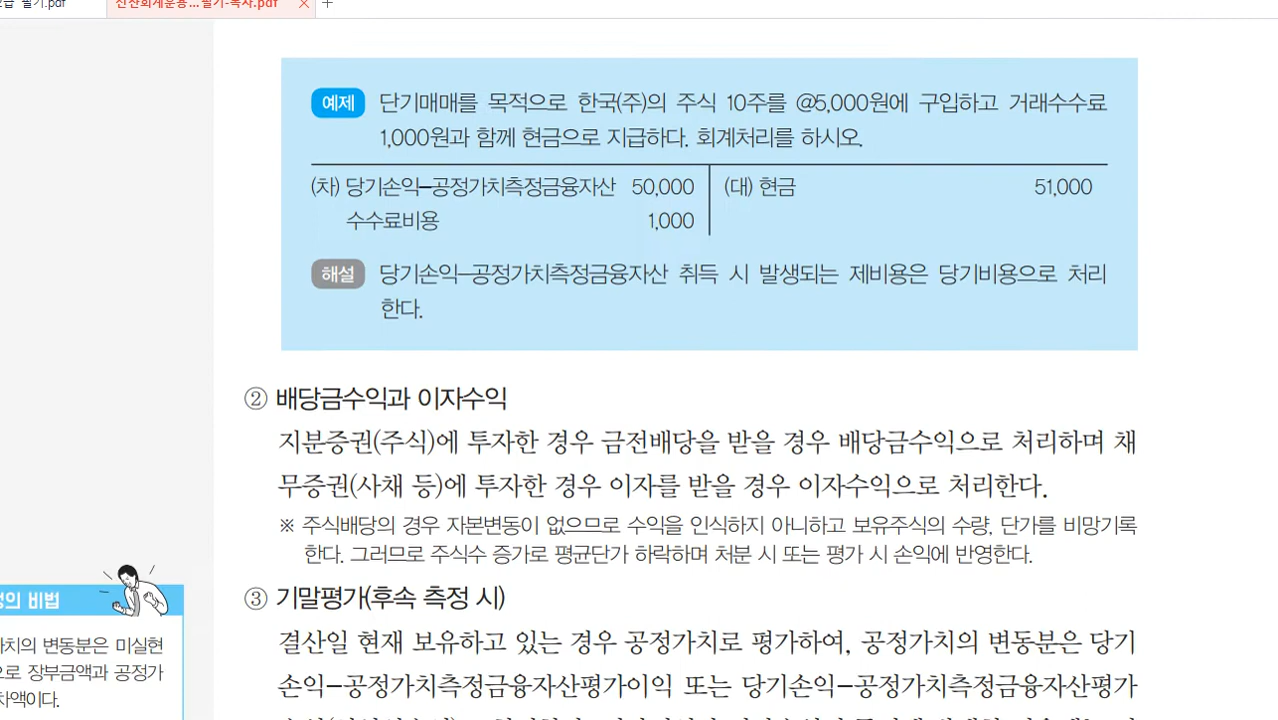 필기.pdf
필기-복사.pdf
예제 단기매매를 목적으로 한국(주)의 주식 10주를 @5,000원에 구입하고 거래수수료
1,000원과 함께 현금으로 지급하다. 회계처리를 하시오.
(차) 당기손익-공정가치측정금융자산 50,000 (대) 현금 51,000
수수료비용 1,000
해설 당기손익-공정가치측정금융자산 취득 시 발생되는 제비용은 당기비용으로 처리
한다.
② 배당금수익과 이자수익
지분증권(주식)에 투자한 경우 금전배당을 받을 경우 배당금수익으로 처리하며 채
무증권(사채 등)에 투자한 경우 이자를 받을 경우 이자수익으로 처리한다.
※ 주식배당의 경우 자본변동이 없으므로 수익을 인식하지 아니하고 보유주식의 수량, 단가를 비망기록
한다. 그러므로 주식수 증가로 평균단가 하락하며 처분 시 또는 평가 시 손익에 반영한다.
③ 기말평가(후속 측정 시)
결산일 현재 보유하고 있는 경우 공정가치로 평가하여, 공정가치의 변동분은 당기
손익-공정가치측정금융자산평가이익 또는 당기손익-공정가치측정금융자산평가
의 비법
가치의 변동분은 미실현
으로 장부금액과 공정가
차액이다.